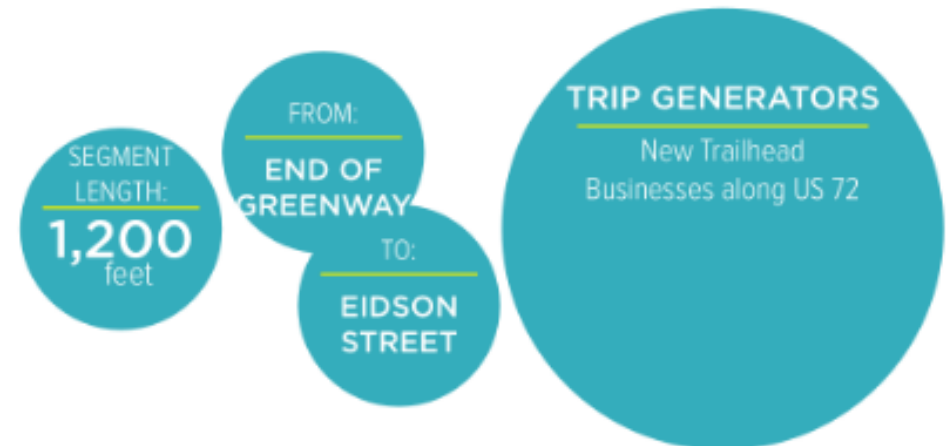 SEGMENT
LENGTH:
1,200
feet
FROM:
END OF
GREENWAY
TO:
EIDSON
STREET
TRIP GENERATORS
New Trailhead
Businesses along US 72